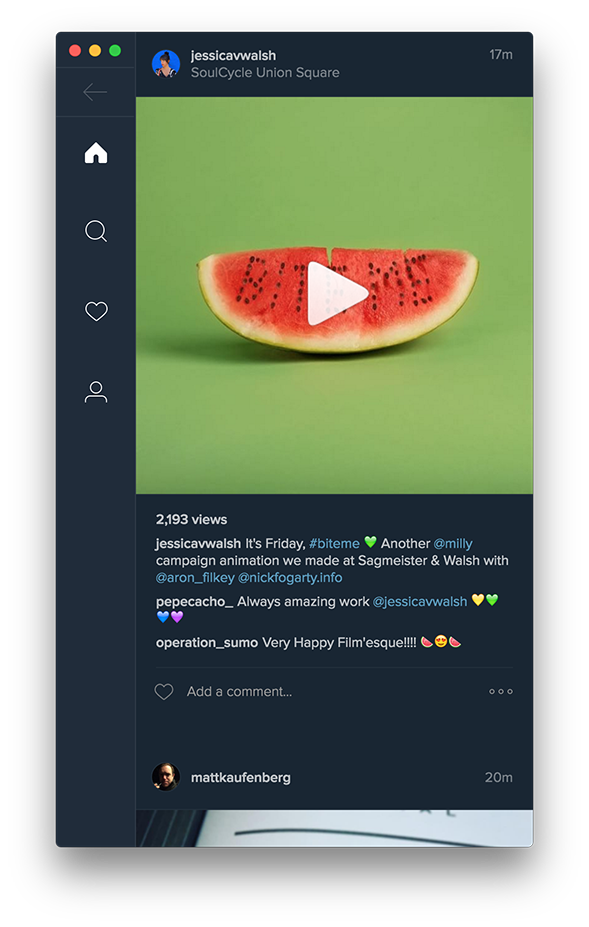 jessicavwalsh 17m
SoulCycle Union Square
BITE ME
2,193 views
jessicavwalsh It's Friday, #biteme 💚 Another @milly
campaign animation we made at Sagmeister & Walsh with
@aron_filkey @nickfogarty.info
pepecacho_ Always amazing work @jessicavwalsh 💛💚
💙💜
operation_sumo Very Happy Film'esque!!!! 🍉😍🍉
Add a comment...
mattkaufenberg 20m